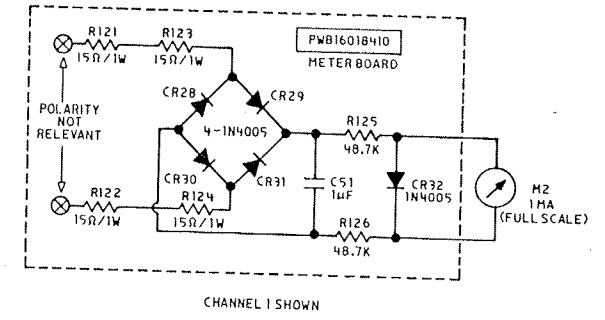 R121
15Ω/1W
R123
15Ω/1W
PWB16018410
METER BOARD
CR28
CR29
POLARITY
NOT
RELEVANT
4-1N4005
R125
48.7K
CR30
CR31
C51
1µF
CR32
1N4005
M2
1MA
(FULL SCALE)
R122
15Ω/1W
R124
15Ω/1W
R126
48.7K
CHANNEL 1 SHOWN